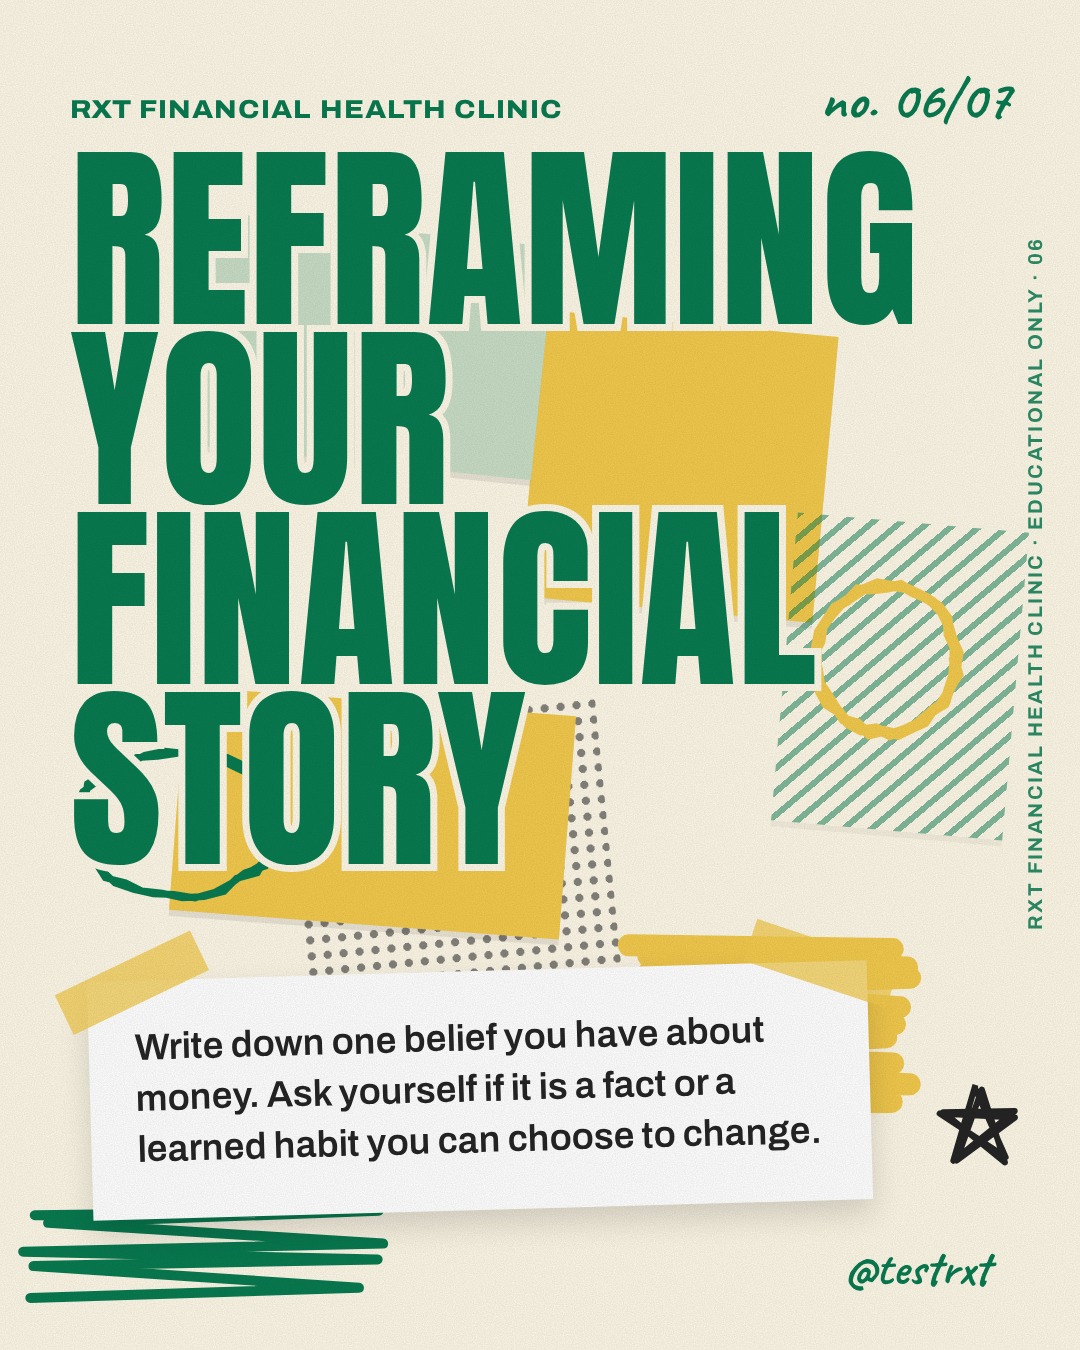 RXT FINANCIAL HEALTH CLINIC
no. 06/07
REFRAMING
YOUR
FINANCIAL
STORY
RXT FINANCIAL HEALTH CLINIC · EDUCATIONAL ONLY · 06
Write down one belief you have about
money. Ask yourself if it is a fact or a
learned habit you can choose to change.
@testrxt